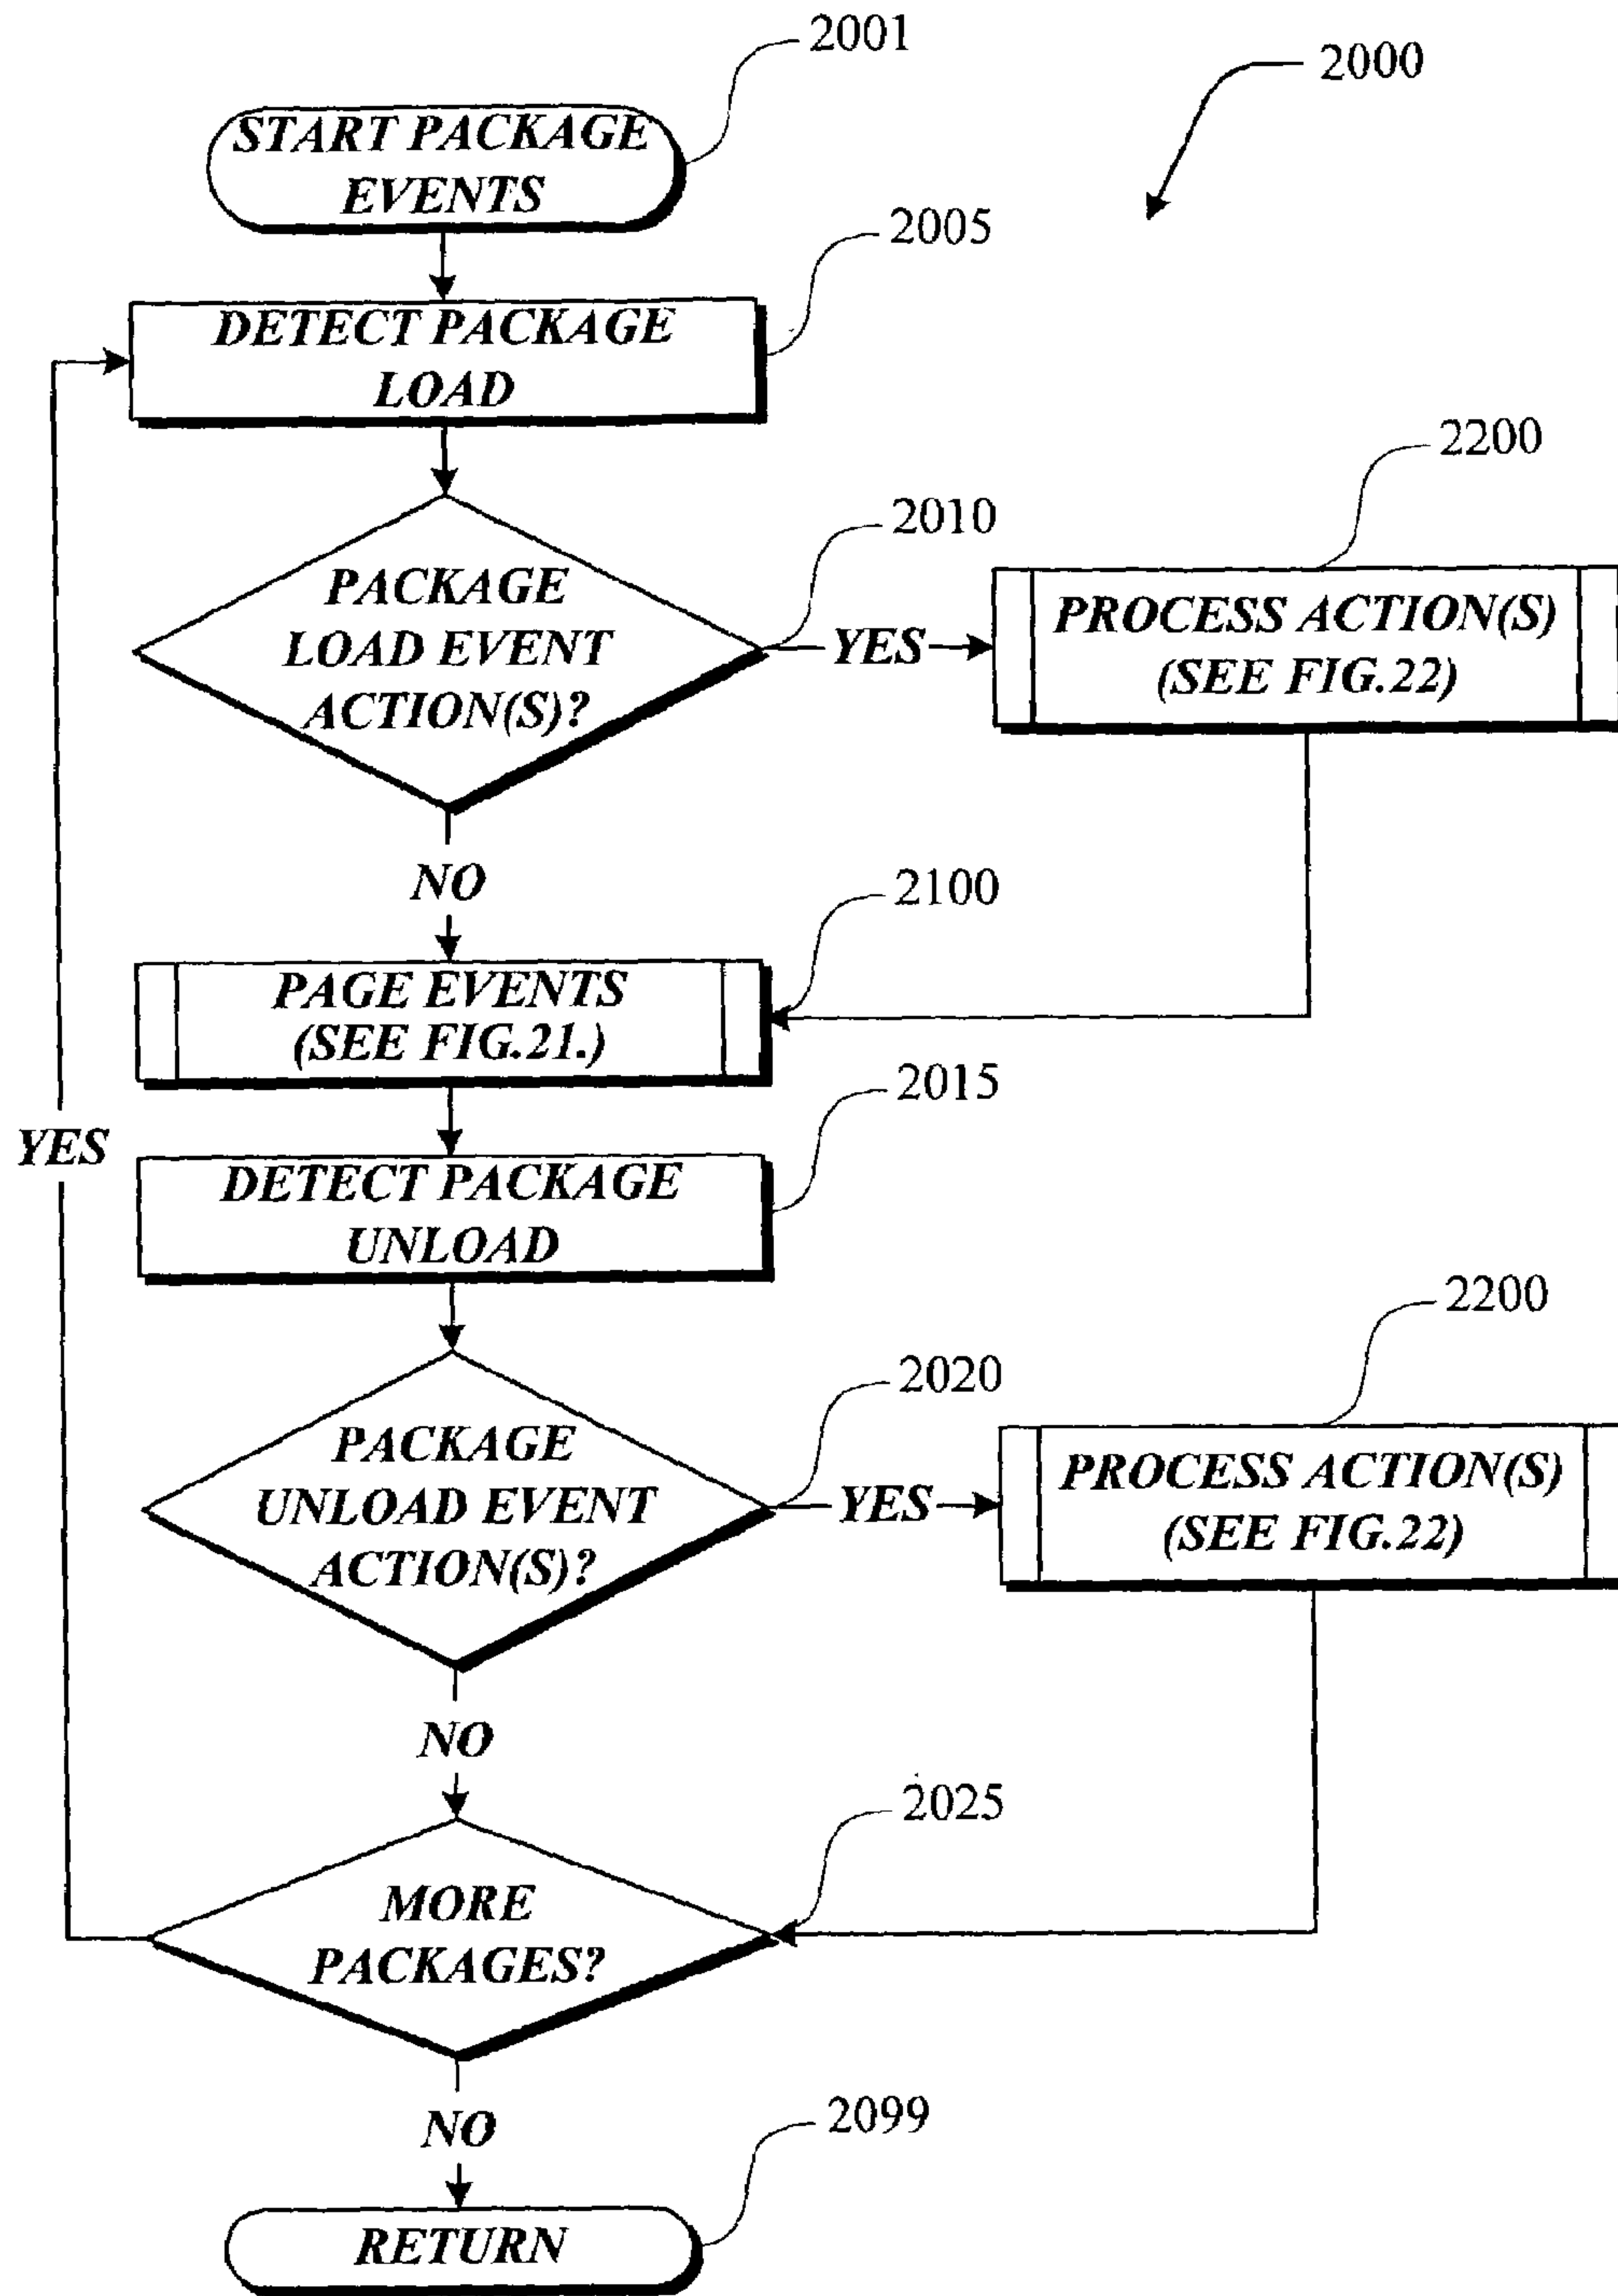 2001
2000
START PACKAGE
EVENTS
2005
DETECT PACKAGE
LOAD
2200
2010
PACKAGE
LOAD EVENT
ACTION(S)?
YES
PROCESS ACTION(S)
(SEE FIG.22)
NO
2100
PAGE EVENTS
(SEE FIG.21.)
2015
YES
DETECT PACKAGE
UNLOAD
2200
2020
PACKAGE
UNLOAD EVENT
ACTION(S)?
YES
PROCESS ACTION(S)
(SEE FIG.22)
NO
2025
MORE
PACKAGES?
NO
2099
RETURN